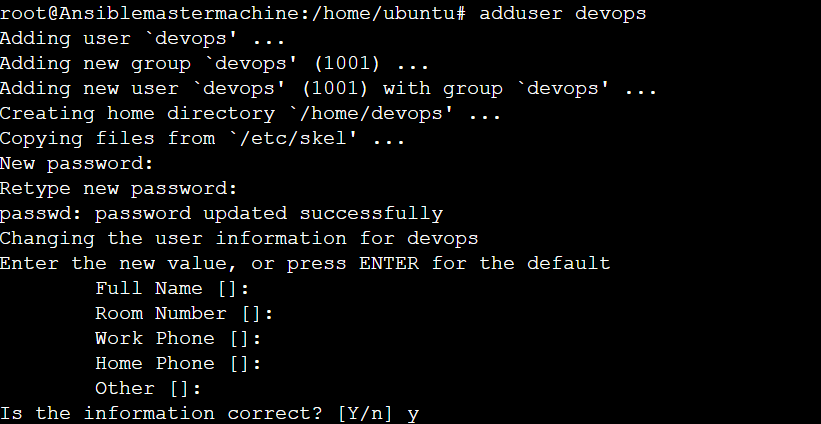 root@Ansiblemastermachine:/home/ubuntu# adduser devops
Adding user `devops' ...
Adding new group `devops' (1001) ...
Adding new user `devops' (1001) with group `devops' ...
Creating home directory `/home/devops' ...
Copying files from `/etc/skel' ...
New password:
Retype new password:
passwd: password updated successfully
Changing the user information for devops
Enter the new value, or press ENTER for the default
        Full Name []:
        Room Number []:
        Work Phone []:
        Home Phone []:
        Other []:
Is the information correct? [Y/n] y